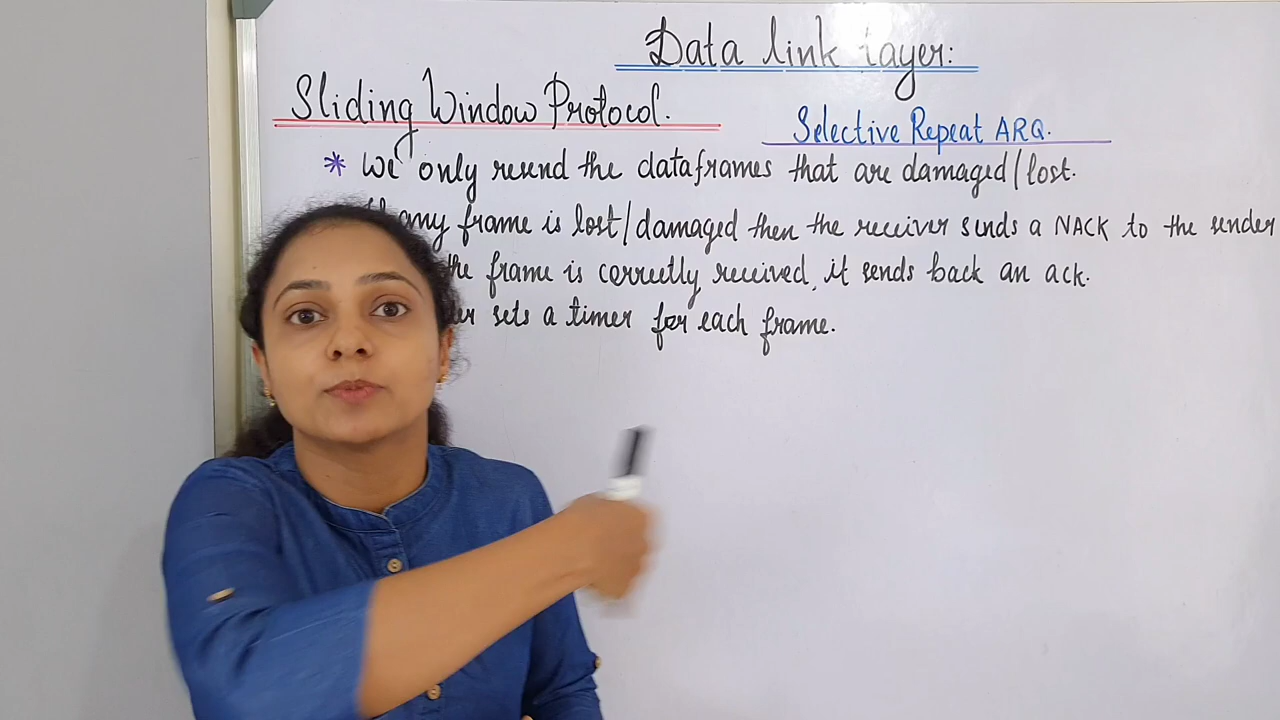 Data link layer:
Sliding Window Protocol.
Selective Repeat ARQ.
* We only resend the dataframes that are damaged/lost.
any frame is lost/damaged then the receiver sends a NACK to the sender
the frame is correctly received, it sends back an ack.
sets a timer for each frame.